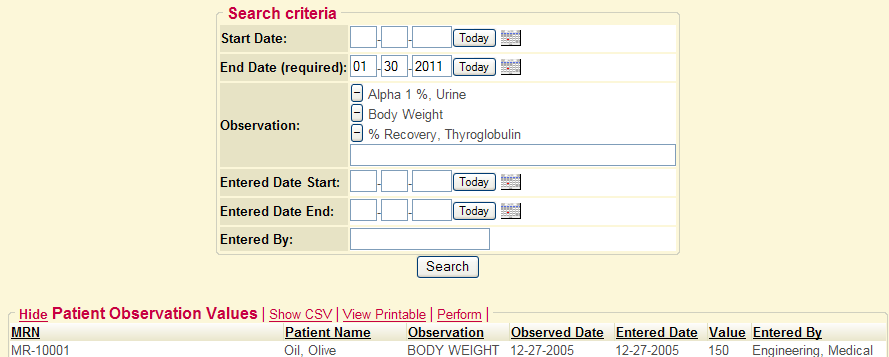 Search criteria
Start Date: - - Today
End Date (required): 01 - 30 - 2011 Today
− Alpha 1 %, Urine
− Body Weight
Observation:
− % Recovery, Thyroglobulin
Entered Date Start: - - Today
Entered Date End: - - Today
Entered By:
Search
Hide Patient Observation Values | Show CSV | View Printable | Perform |
MRN Patient Name Observation Observed Date Entered Date Value Entered By
MR-10001 Oil, Olive BODY WEIGHT 12-27-2005 12-27-2005 150 Engineering, Medical